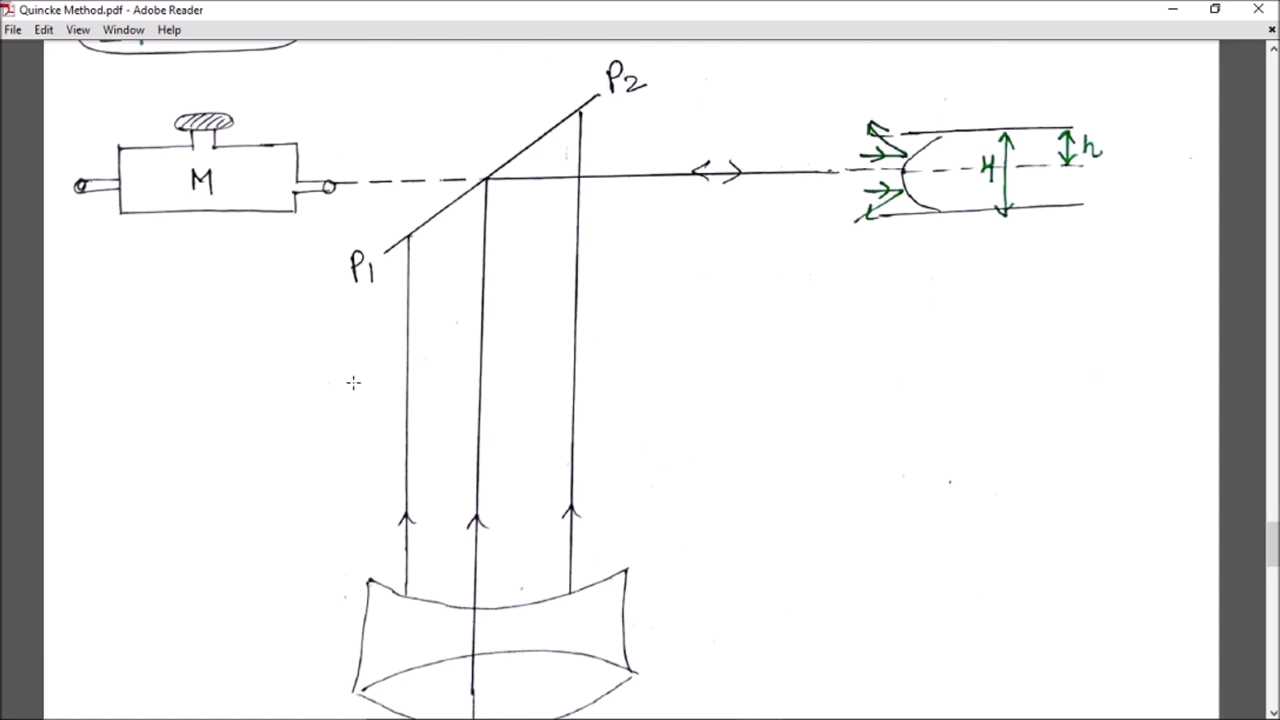 Quincke Method.pdf - Adobe Reader
File Edit View Window Help
P2
M
H
h
P1